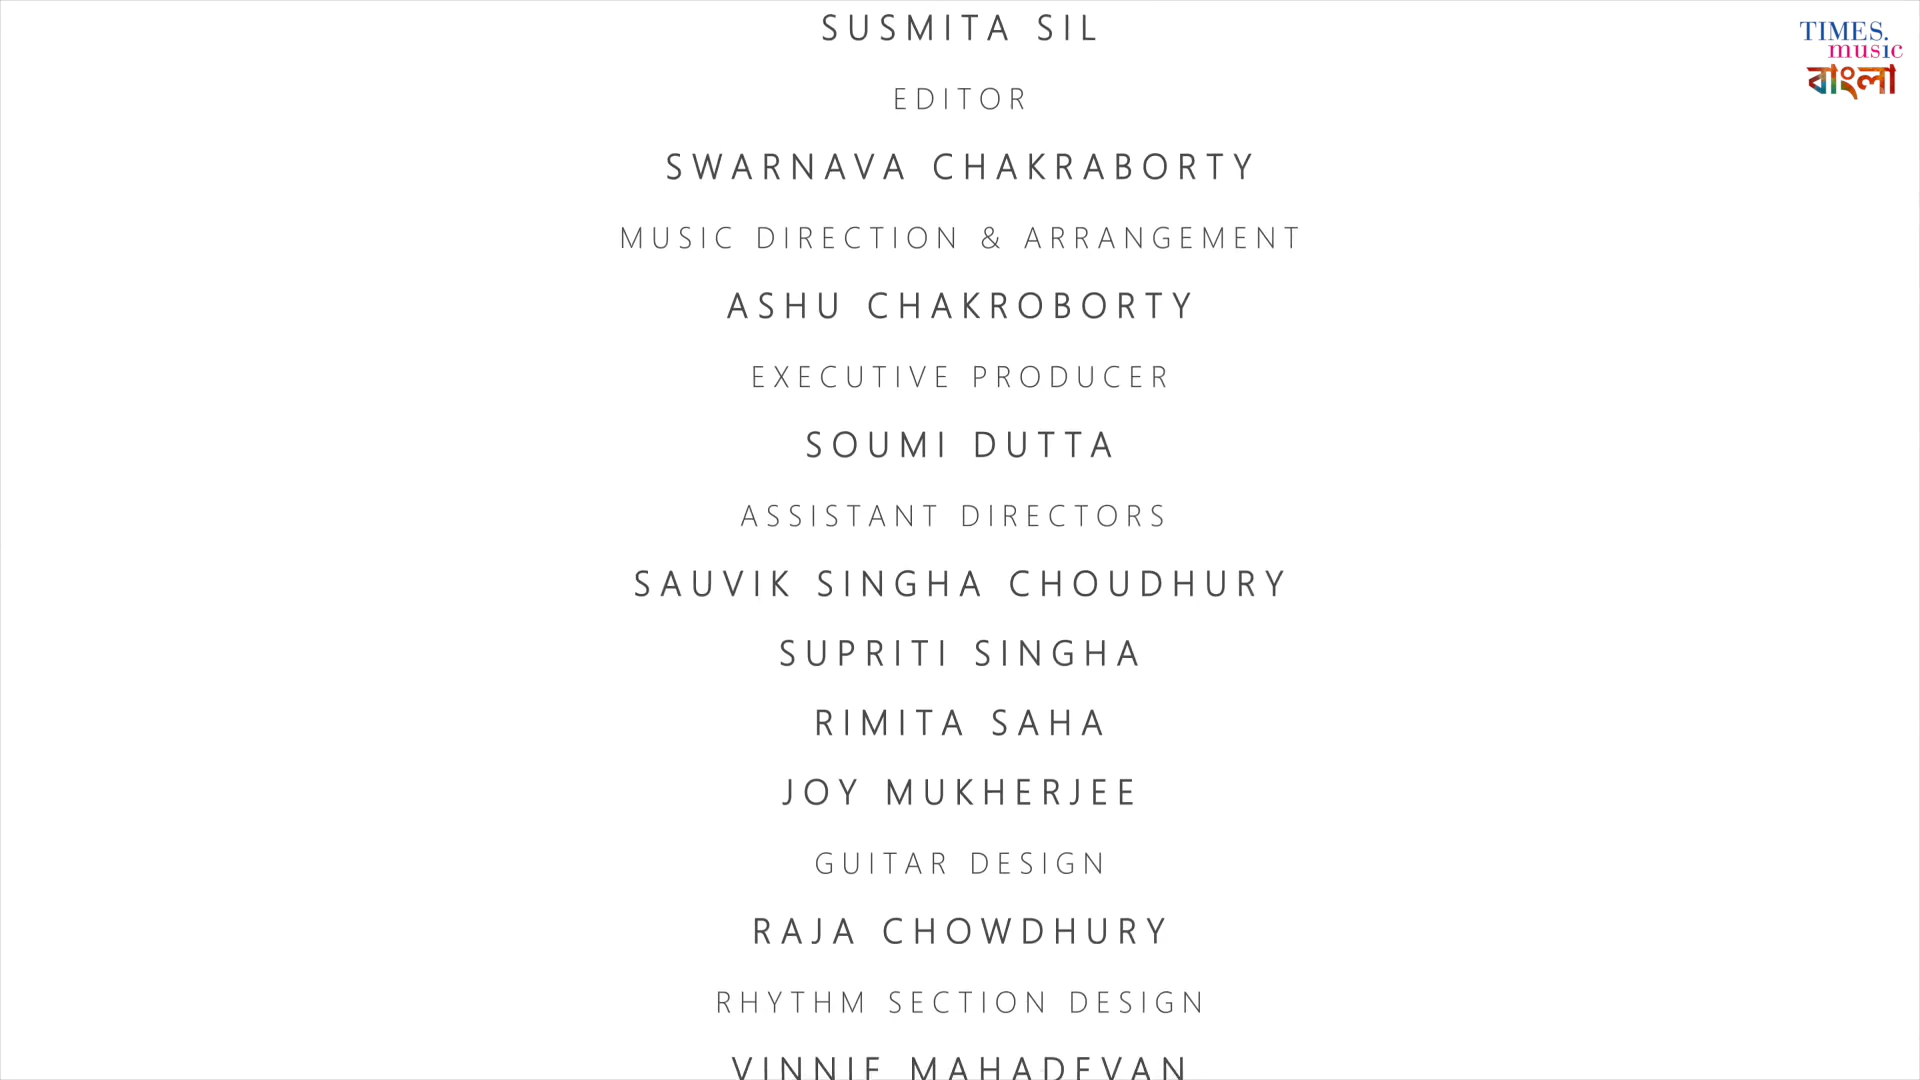 SUSMITA SIL
EDITOR
SWARNAVA CHAKRABORTY
MUSIC DIRECTION & ARRANGEMENT
ASHU CHAKROBORTY
EXECUTIVE PRODUCER
SOUMI DUTTA
ASSISTANT DIRECTORS
SAUVIK SINGHA CHOUDHURY
SUPRITI SINGHA
RIMITA SAHA
JOY MUKHERJEE
GUITAR DESIGN
RAJA CHOWDHURY
RHYTHM SECTION DESIGN
VINNIE MAHADEVAN
TIMES.
music
বাংলা